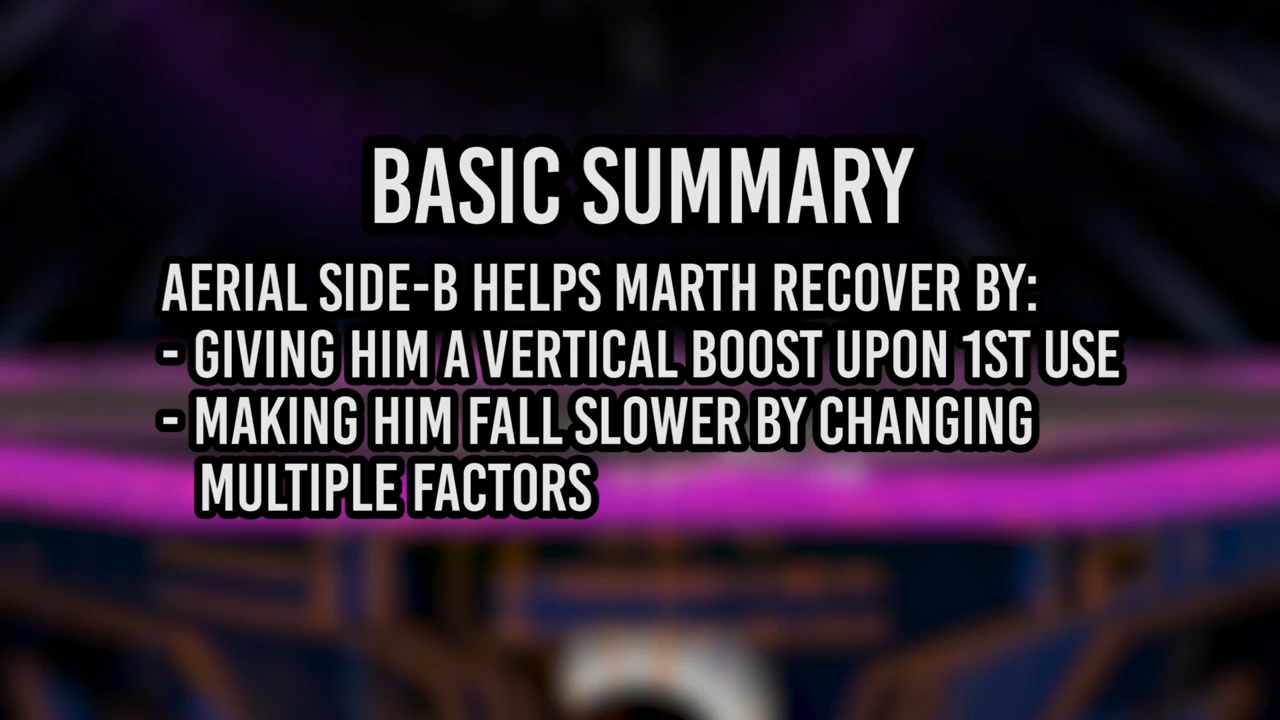 BASIC SUMMARY
AERIAL SIDE-B HELPS MARTH RECOVER BY:
- GIVING HIM A VERTICAL BOOST UPON 1ST USE
- MAKING HIM FALL SLOWER BY CHANGING
MULTIPLE FACTORS